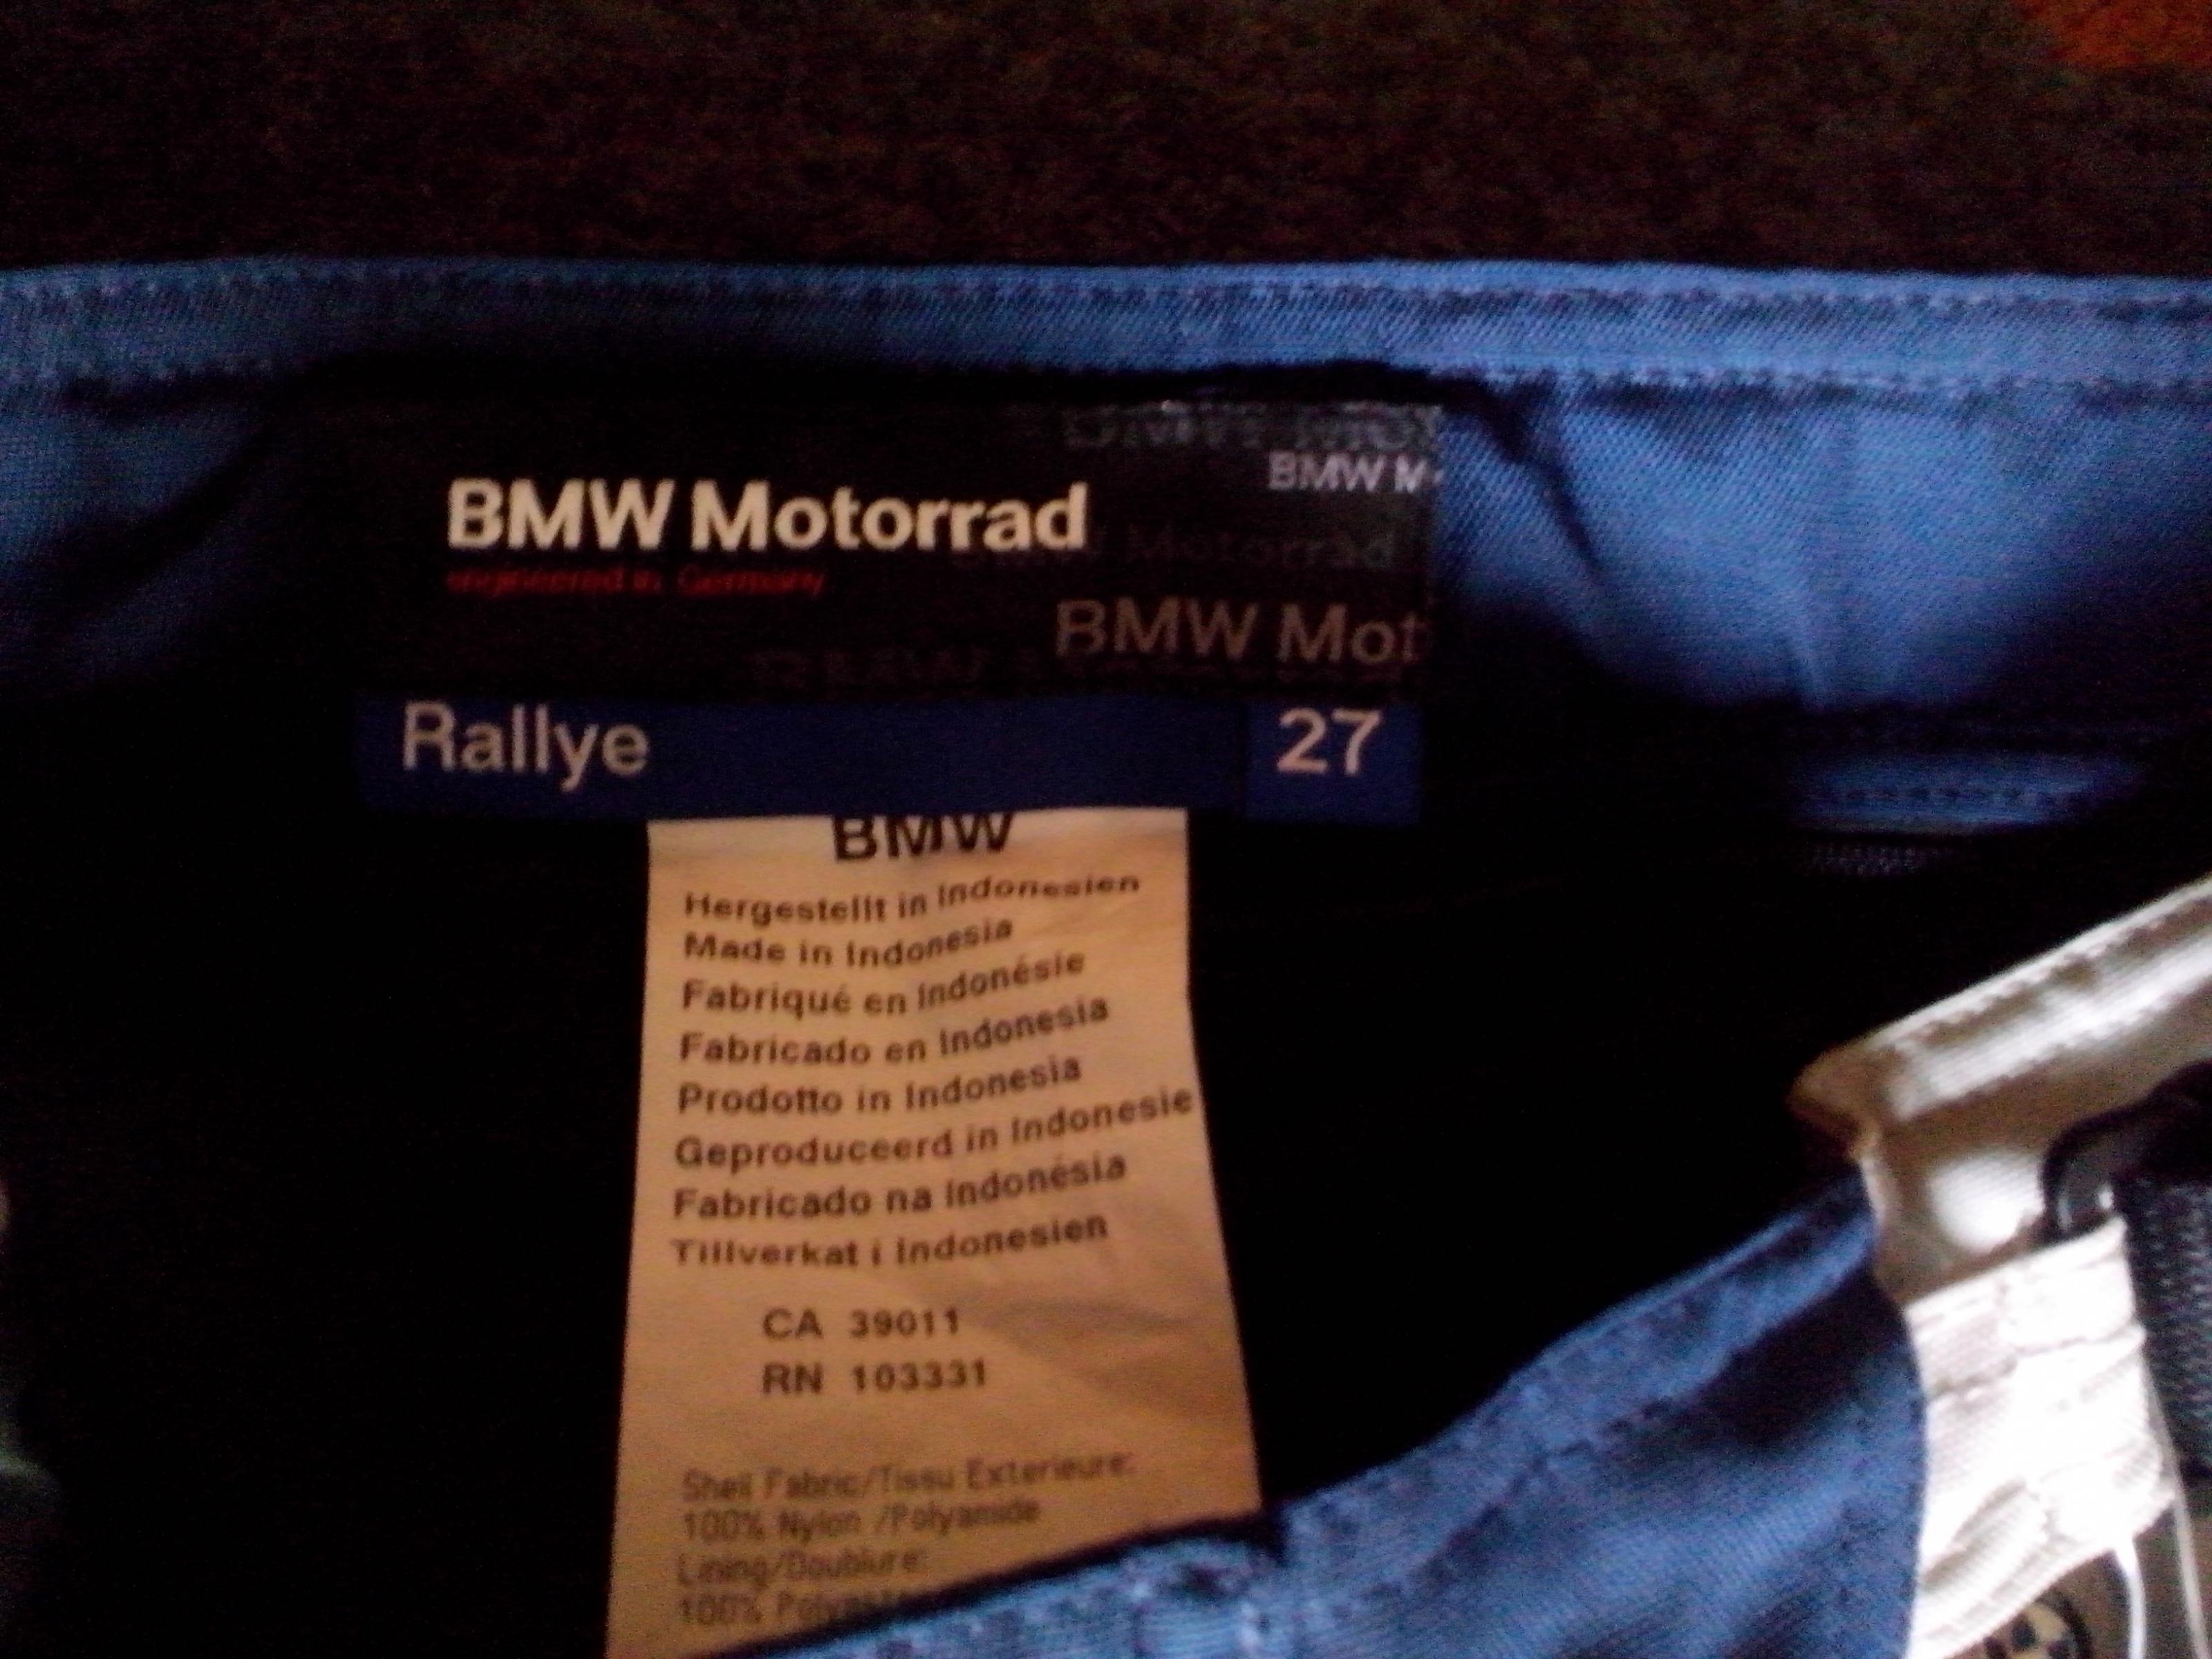 BMW M
BMW Motorrad
Motorrad
engineered in Germany
BMW Mot
Rallye 27
BMW
Hergestellt in Indonesien
Made in Indonesia
Fabriqué en Indonésie
Fabricado en Indonesia
Prodotto in Indonesia
Geproduceerd in Indonesie
Fabricado na Indonésia
Tillverkat i Indonesien
CA 39011
RN 103331
Shell Fabric/Tissu Exterieure:
100% Nylon /Polyamide
Lining/Doublure:
100%